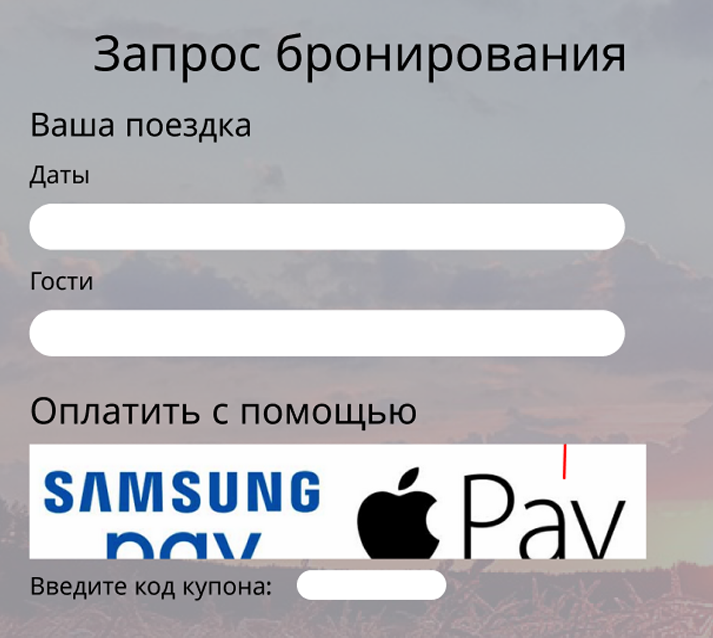 Запрос бронирования
Ваша поездка
Даты
Гости
Оплатить с помощью
SAMSUNG pay Pay
Введите код купона: